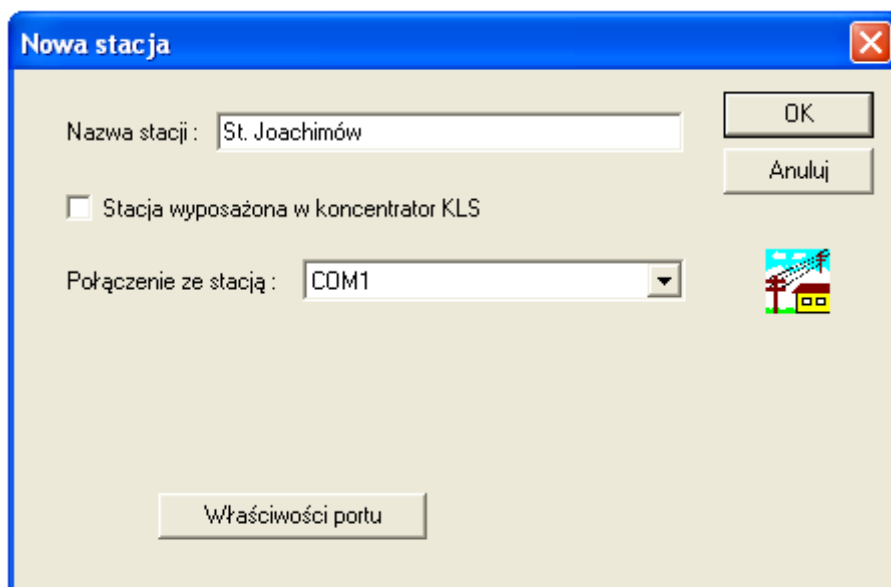 Nowa stacja
Nazwa stacji : St. Joachimów
OK
Anuluj
Stacja wyposażona w koncentrator KLS
Połączenie ze stacją : COM1
Właściwości portu